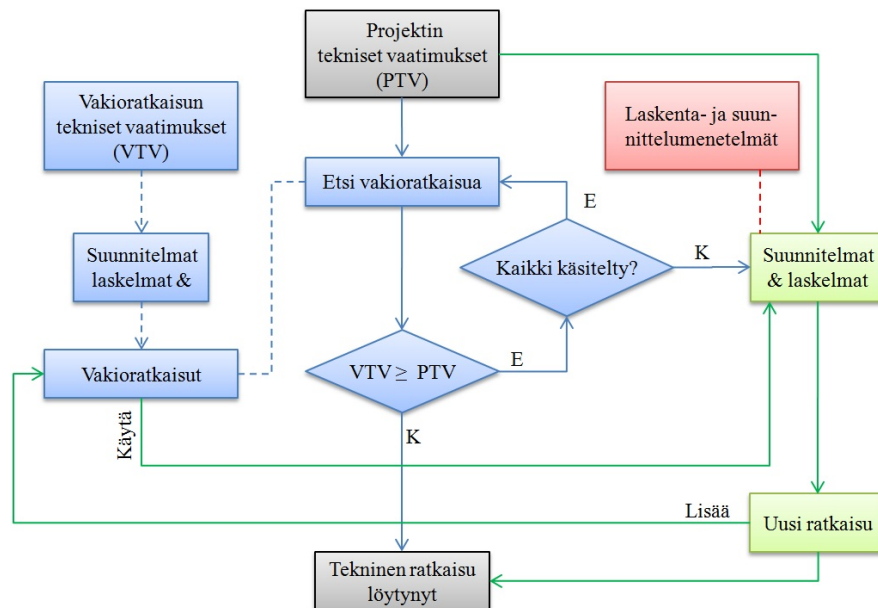 Projektin
tekniset vaatimukset
(PTV)
Vakioratkaisun
tekniset vaatimukset
(VTV)
Laskenta- ja suun-
nittelumenetelmät
Etsi vakioratkaisua
E
Suunnitelmat
laskelmat &
Kaikki käsitelty?
K
Suunnitelmat
& laskelmat
Vakioratkaisut
VTV ≥ PTV
E
Käytä
K
Lisää
Uusi ratkaisu
Tekninen ratkaisu
löytynyt